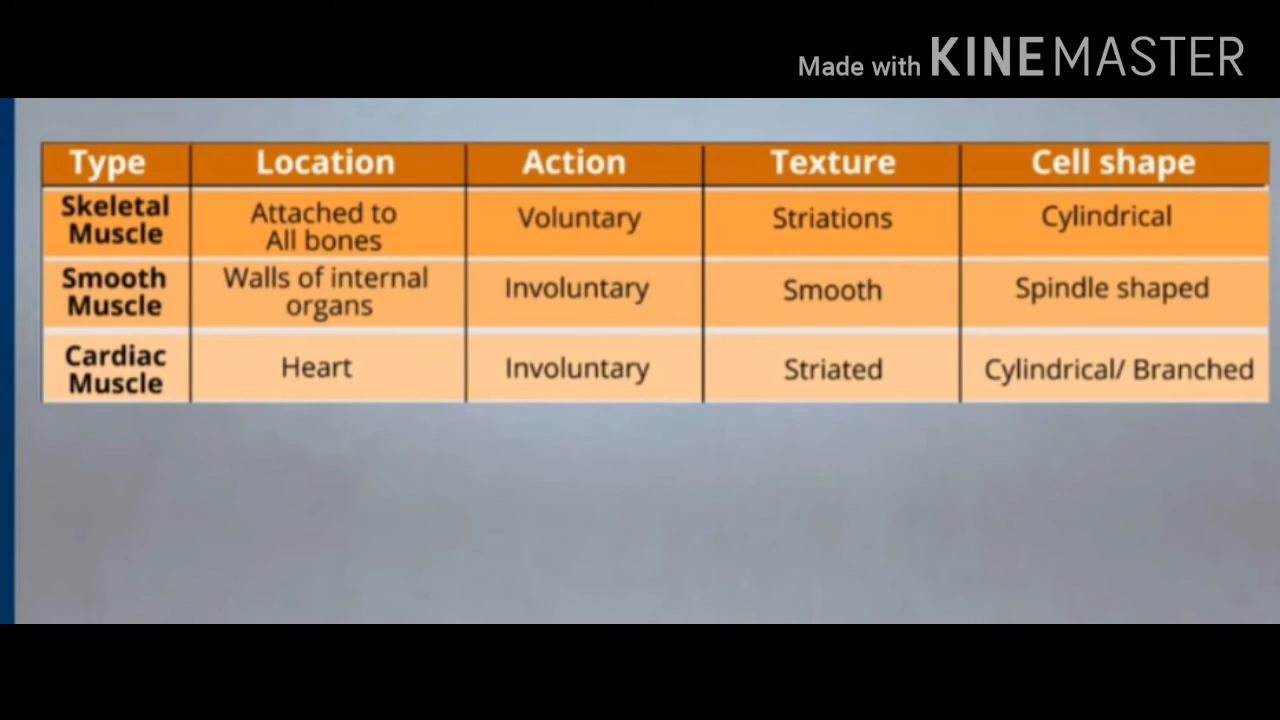 Made with KINEMASTER
Type Location Action Texture Cell shape
Skeletal Muscle Attached to All bones Voluntary Striations Cylindrical
Smooth Muscle Walls of internal organs Involuntary Smooth Spindle shaped
Cardiac Muscle Heart Involuntary Striated Cylindrical/ Branched